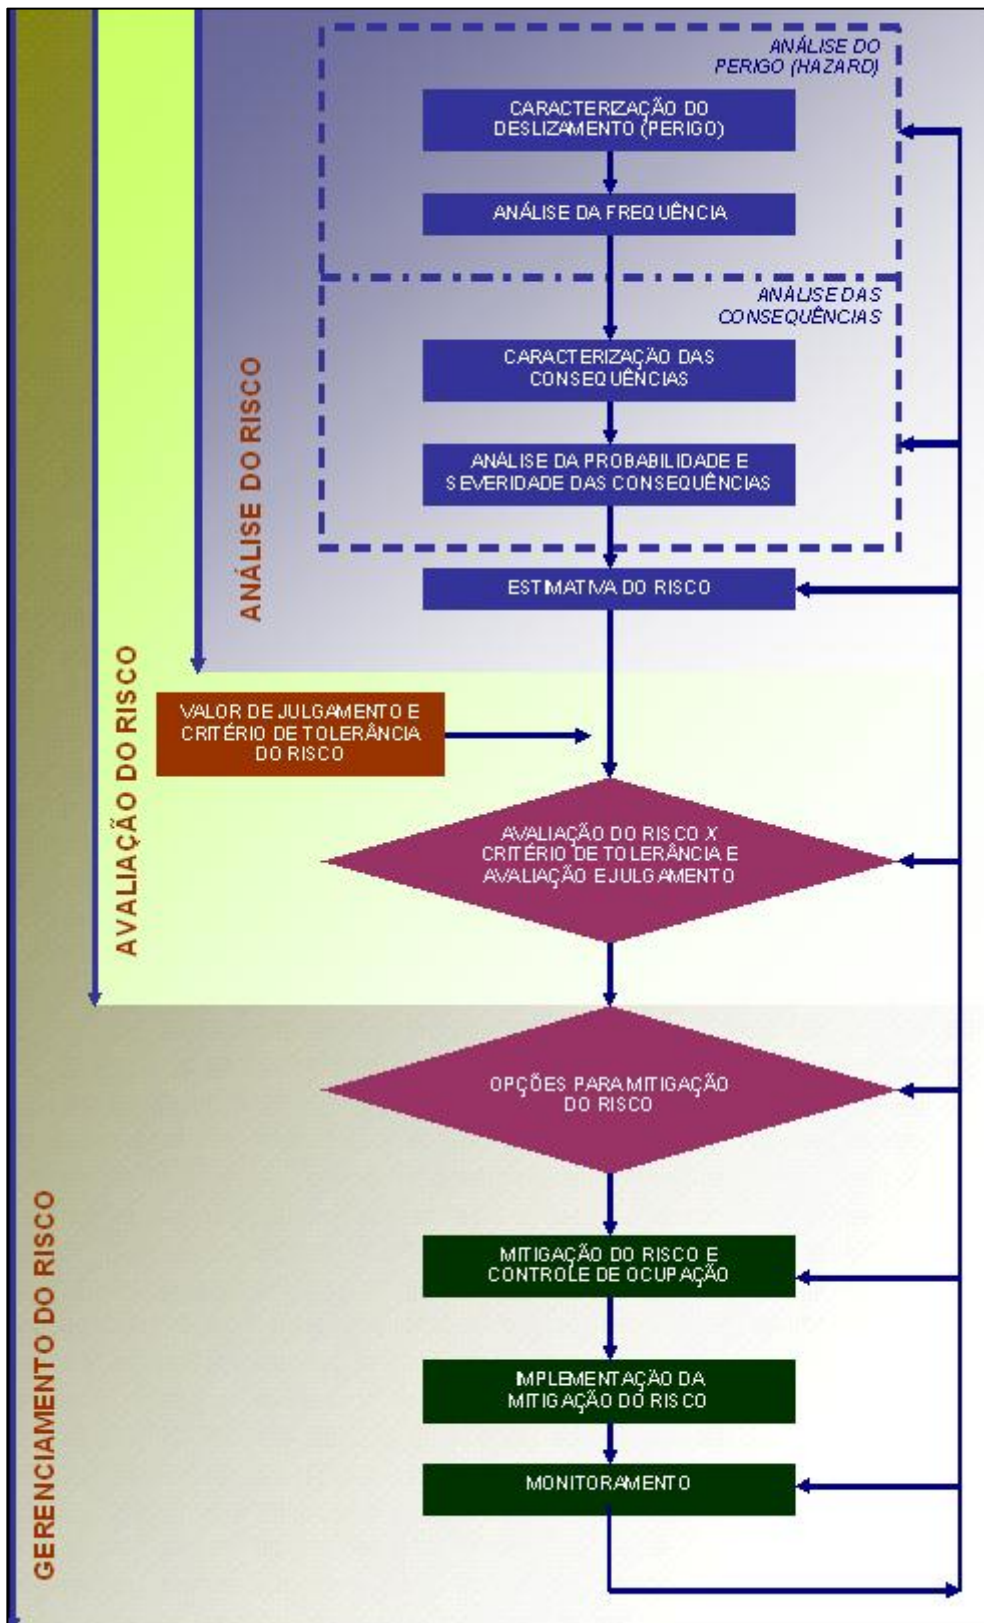 ANÁLISE DO
PERIGO (HAZARD)
CARACTERIZAÇÃO DO
DESLIZAMENTO (PERIGO)
ANÁLISE DA FREQUÊNCIA
ANÁLISE DAS
CONSEQUÊNCIAS
CARACTERIZAÇÃO DAS
CONSEQUÊNCIAS
ANÁLISE DA PROBABILIDADE E
SEVERIDADE DAS CONSEQUÊNCIAS
ESTIMATIVA DO RISCO
ANÁLISE DO RISCO
VALOR DE JULGAMENTO E
CRITÉRIO DE TOLERÂNCIA
DO RISCO
AVALIAÇÃO DO RISCO X
CRITÉRIO DE TOLERÂNCIA E
AVALIAÇÃO E JULGAMENTO
AVALIAÇÃO DO RISCO
OPÇÕES PARA MITIGAÇÃO
DO RISCO
MITIGAÇÃO DO RISCO E
CONTROLE DE OCUPAÇÃO
IMPLEMENTAÇÃO DA
MITIGAÇÃO DO RISCO
MONITORAMENTO
GERENCIAMENTO DO RISCO